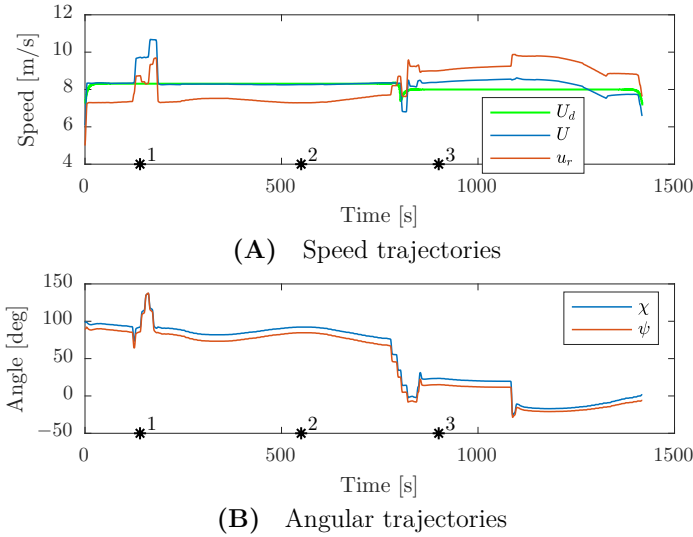 12
10
8
6
4
Speed [m/s]
U_d
U
u_r
1
2
3
0
500
1000
1500
Time [s]
(A) Speed trajectories
150
100
50
0
−50
Angle [deg]
χ
ψ
1
2
3
0
500
1000
1500
Time [s]
(B) Angular trajectories